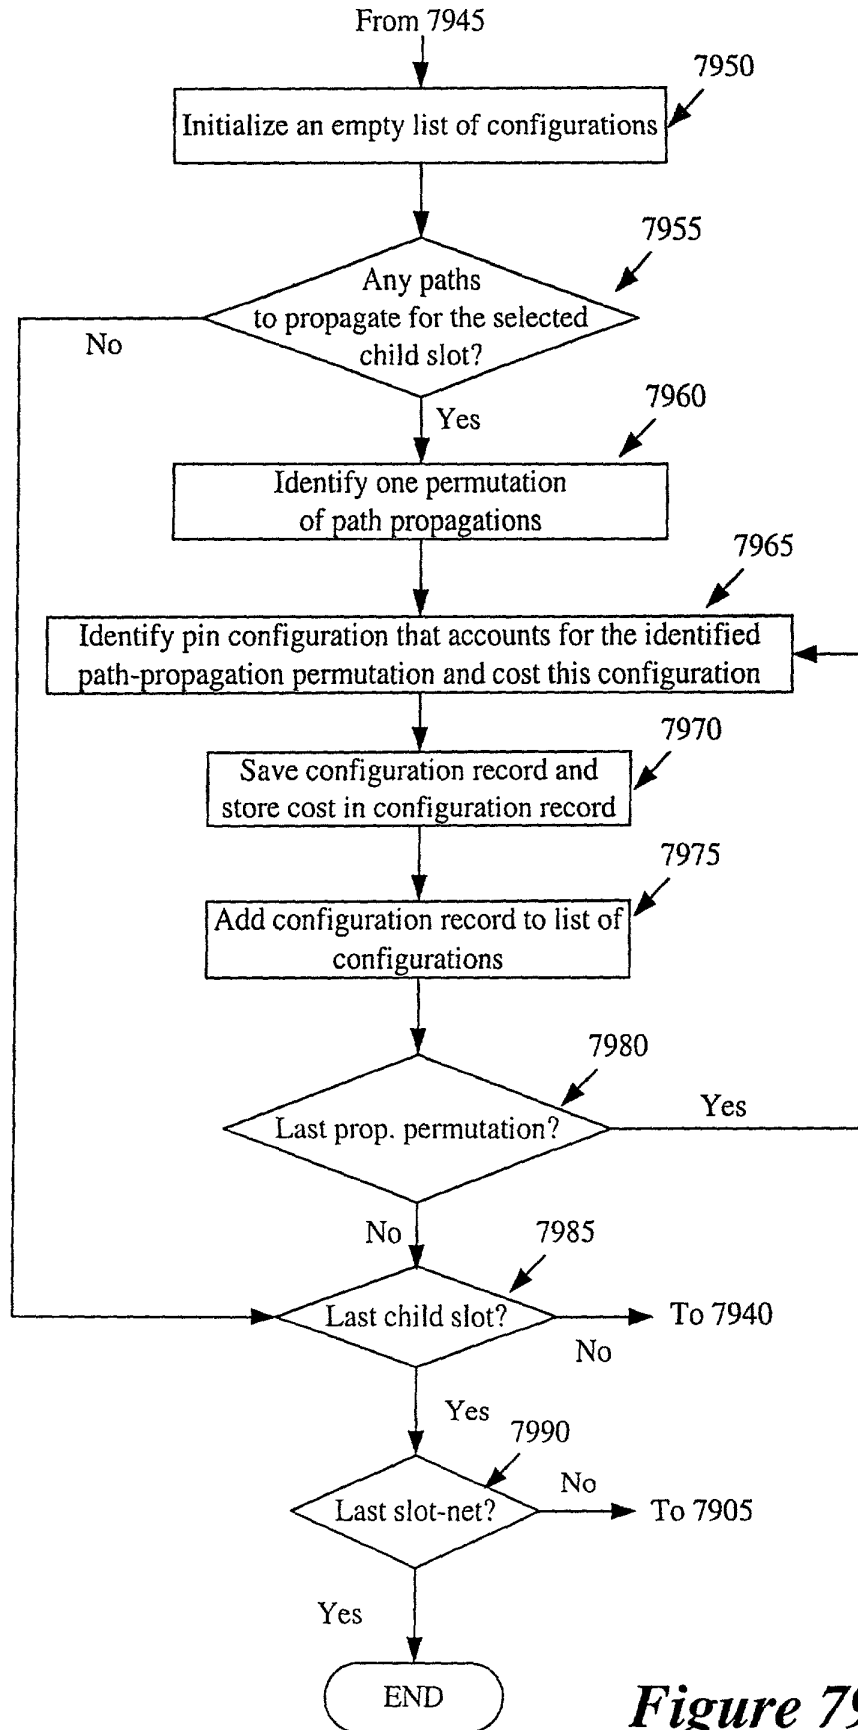 From 7945
7950
Initialize an empty list of configurations
7955
Any paths
to propagate for the selected
child slot?
No
Yes
7960
Identify one permutation
of path propagations
7965
Identify pin configuration that accounts for the identified
path-propagation permutation and cost this configuration
7970
Save configuration record and
store cost in configuration record
7975
Add configuration record to list of
configurations
7980
Last prop. permutation?
Yes
No
7985
Last child slot?
To 7940
No
Yes
7990
Last slot-net?
No
To 7905
Yes
END
Figure 79